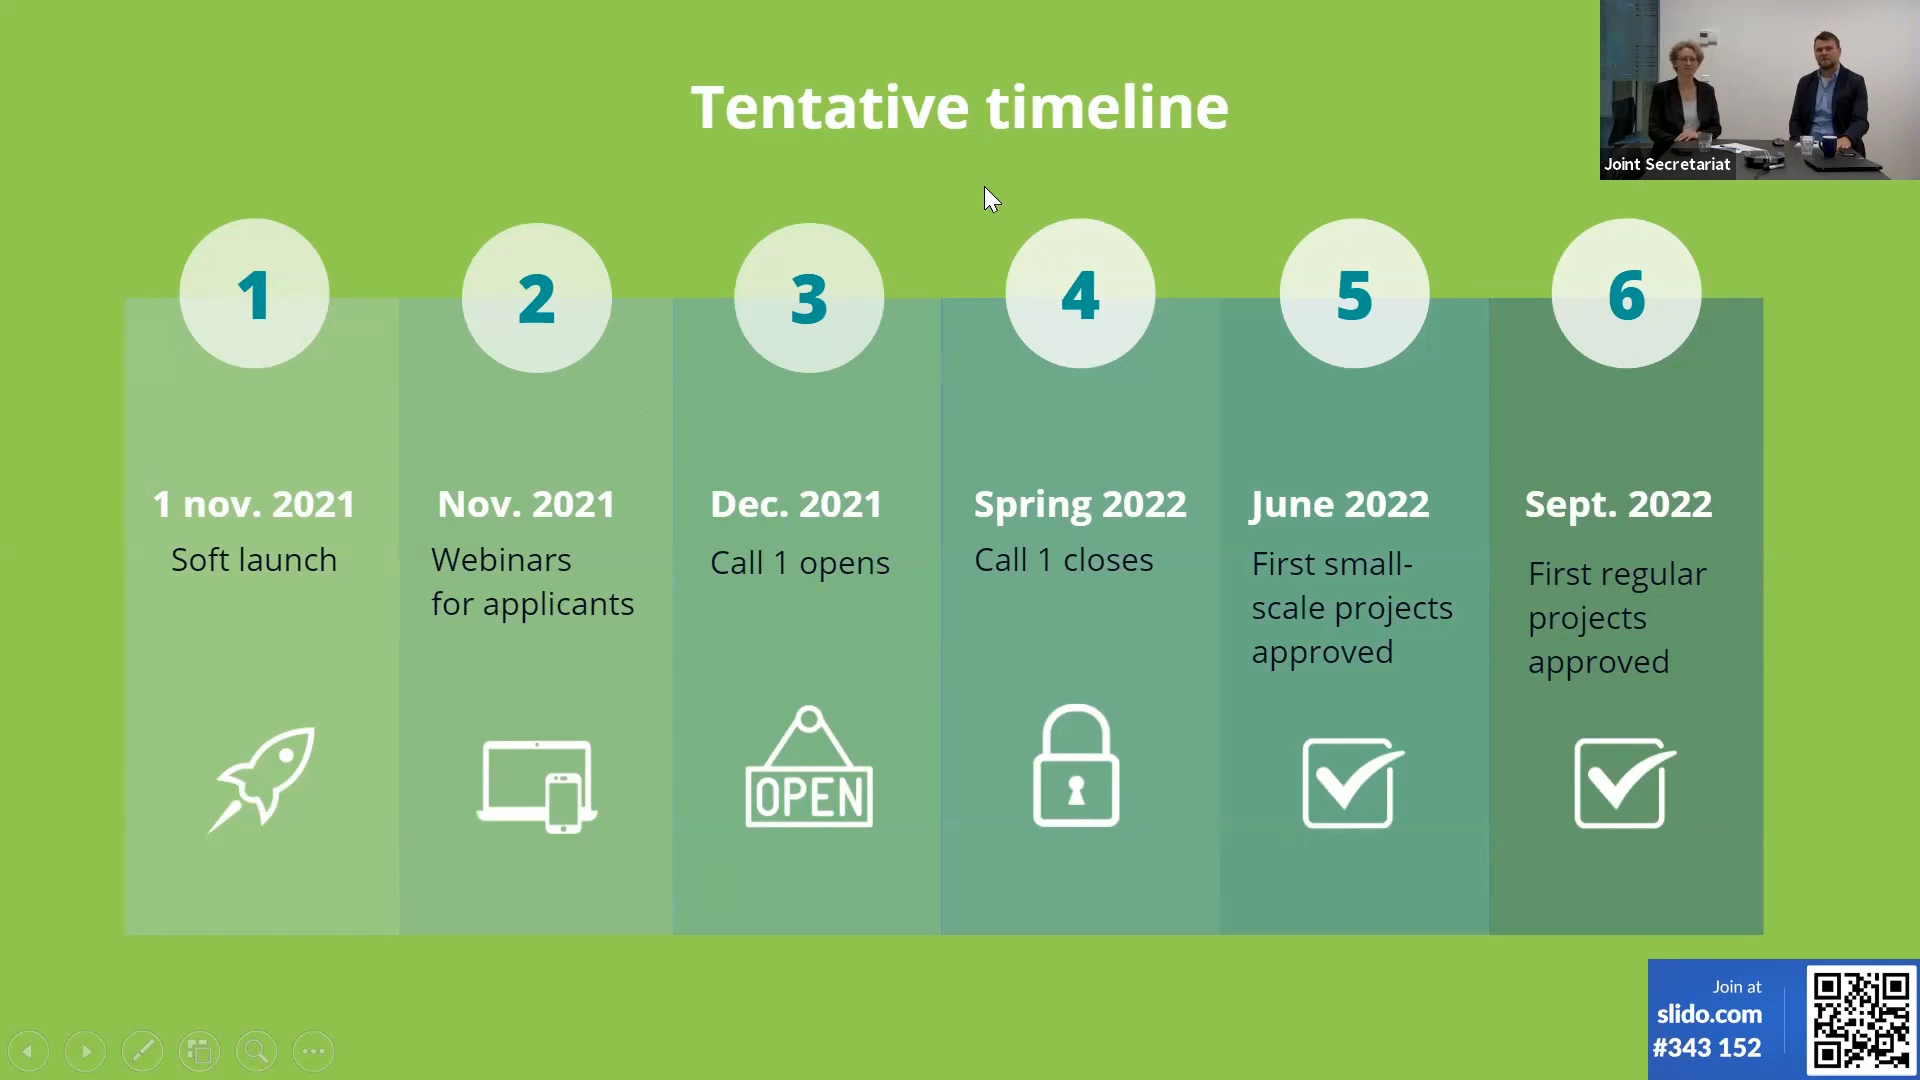 Tentative timeline
Joint Secretariat
1
2
3
4
5
6
1 nov. 2021
Soft launch
Nov. 2021
Webinars
for applicants
Dec. 2021
Call 1 opens
OPEN
Spring 2022
Call 1 closes
June 2022
First small-
scale projects
approved
Sept. 2022
First regular
projects
approved
Join at
slido.com
#343 152